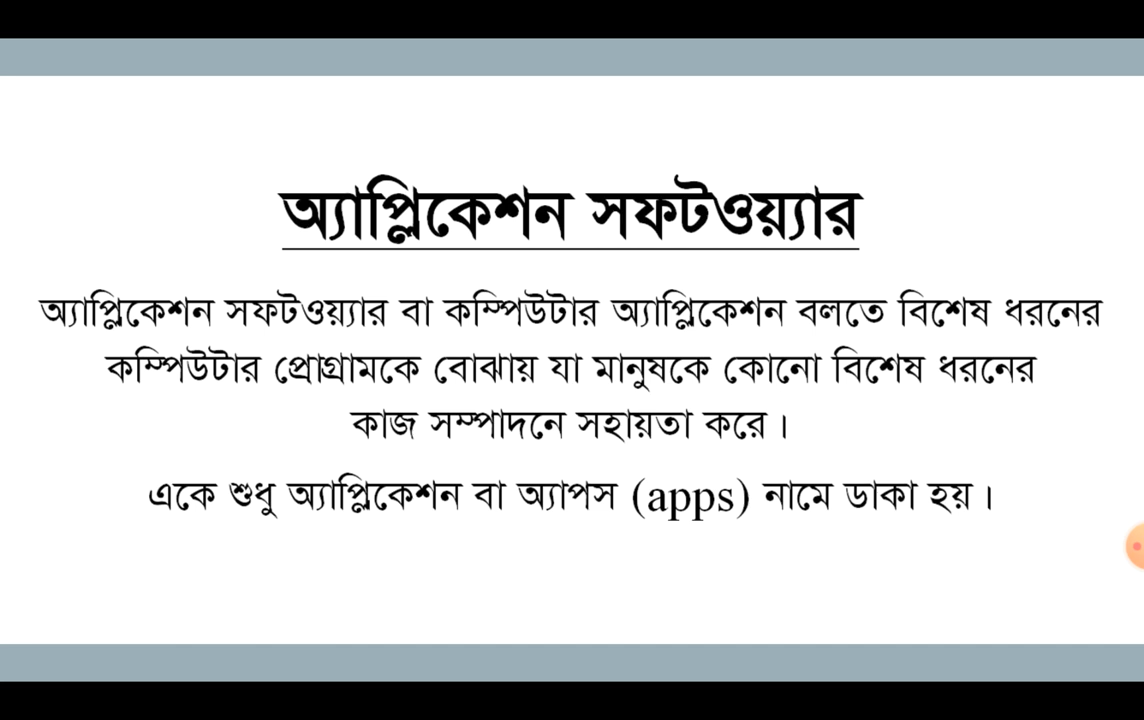 অ্যাপ্লিকেশন সফটওয়্যার
অ্যাপ্লিকেশন সফটওয়্যার বা কম্পিউটার অ্যাপ্লিকেশন বলতে বিশেষ ধরনের
কম্পিউটার প্রোগ্রামকে বোঝায় যা মানুষকে কোনো বিশেষ ধরনের
কাজ সম্পাদনে সহায়তা করে।
একে শুধু অ্যাপ্লিকেশন বা অ্যাপস (apps) নামে ডাকা হয়।